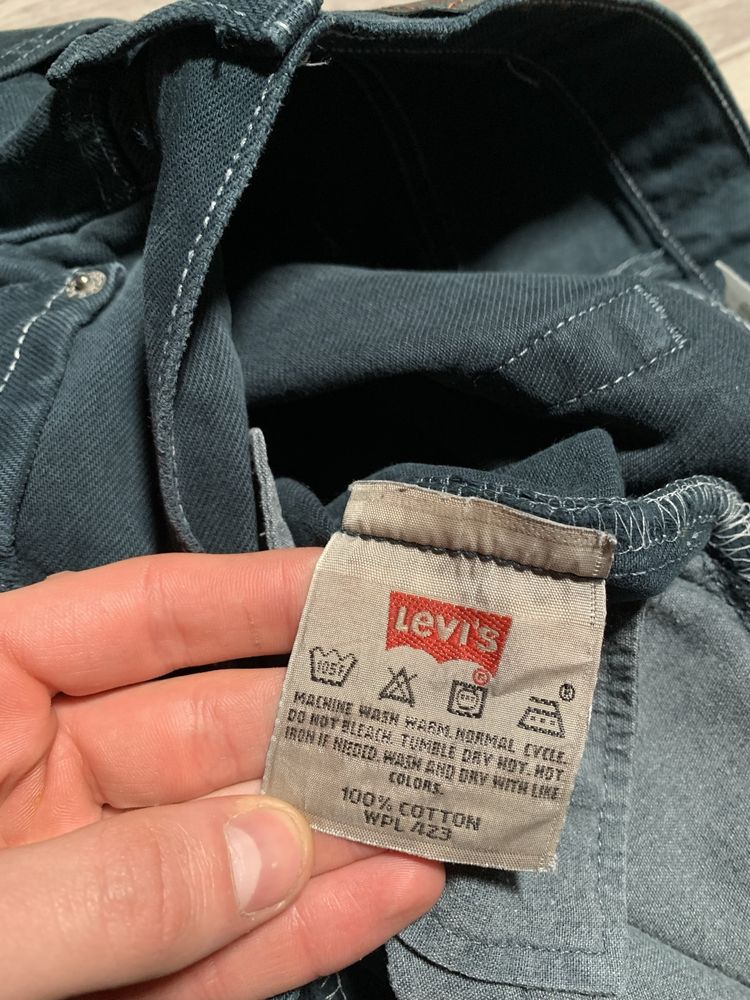 Levi's
®
105F
®
MACHINE WASH WARM, NORMAL CYCLE.
DO NOT BLEACH. TUMBLE DRY HOT. HOT
IRON IF NEEDED. WASH AND DRY WITH LIKE
COLORS.
100% COTTON
WPL 423